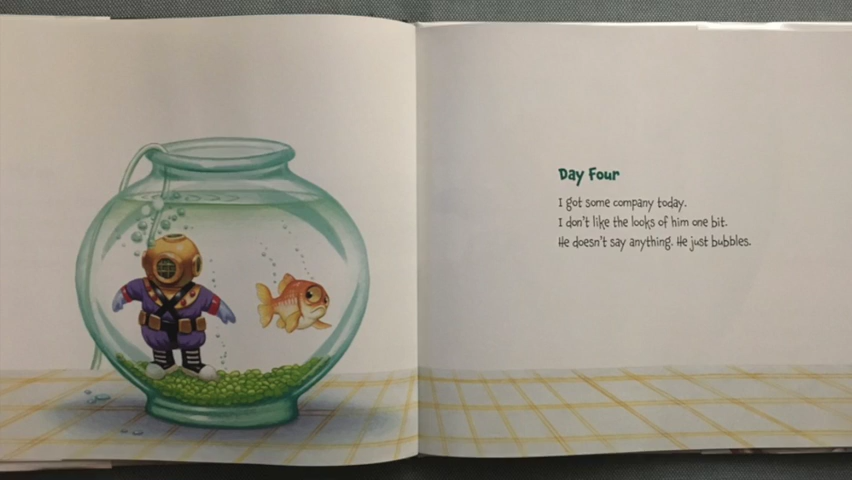 Day Four
I got some company today.
I don't like the looks of him one bit.
He doesn't say anything. He just bubbles.